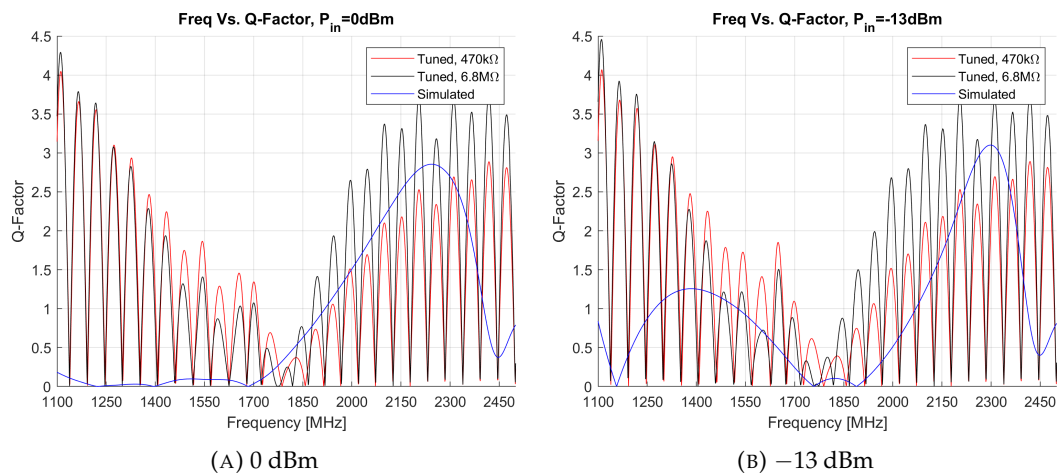 Freq Vs. Q-Factor, P_in=0dBm
4.5
4
3.5
3
2.5
2
1.5
1
0.5
0
Q-Factor
Tuned, 470kΩ
Tuned, 6.8MΩ
Simulated
1100 1250 1400 1550 1700 1850 2000 2150 2300 2450
Frequency [MHz]
(A) 0 dBm
Freq Vs. Q-Factor, P_in=-13dBm
4.5
4
3.5
3
2.5
2
1.5
1
0.5
0
Q-Factor
Tuned, 470kΩ
Tuned, 6.8MΩ
Simulated
1100 1250 1400 1550 1700 1850 2000 2150 2300 2450
Frequency [MHz]
(B) −13 dBm